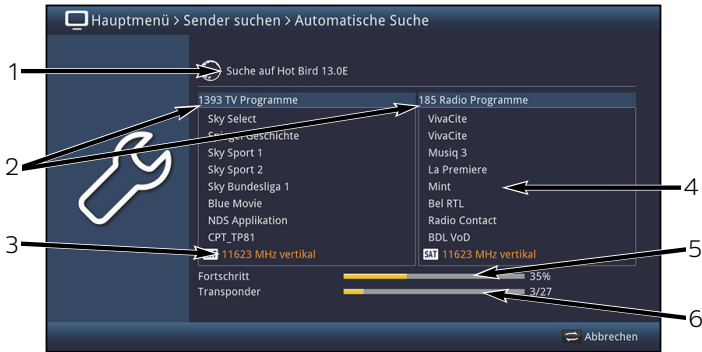 Hauptmenü > Sender suchen > Automatische Suche
1
Suche auf Hot Bird 13.0E
1393 TV Programme
185 Radio Programme
Sky Select
VivaCite
Spiegel Geschichte
VivaCite
2
Sky Sport 1
Musiq 3
Sky Sport 2
La Premiere
Sky Bundesliga 1
Mint
4
Blue Movie
Bel RTL
NDS Applikation
Radio Contact
3
CPT_TP81
BDL VoD
5
SAT 11623 MHz vertikal
SAT 11623 MHz vertikal
Fortschritt
35%
Transponder
3/27
6
Abbrechen